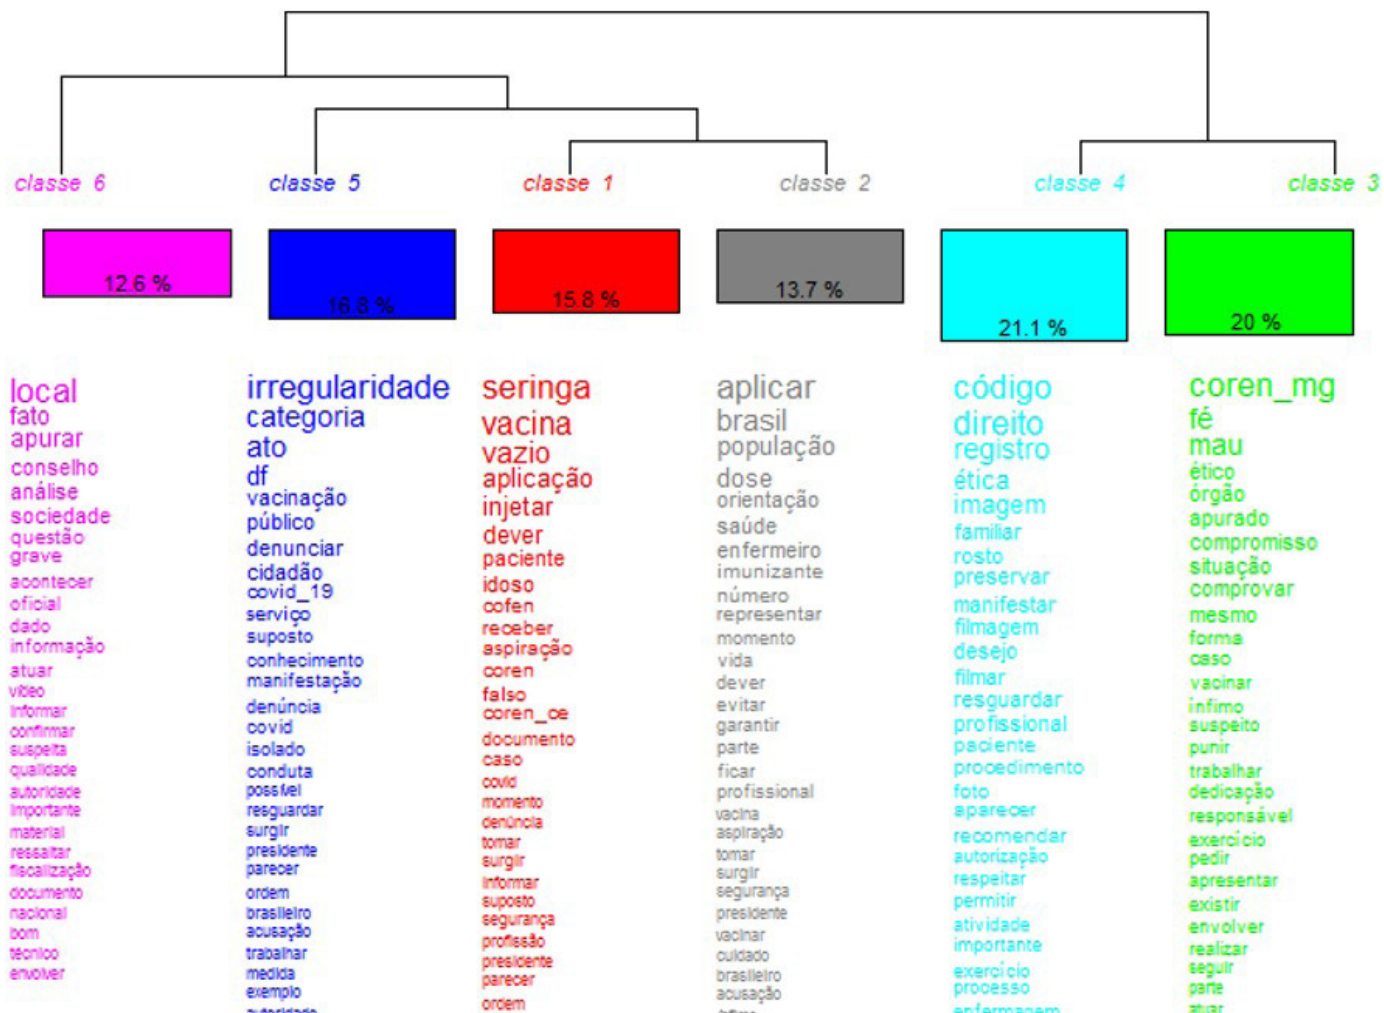 classe 6
classe 5
classe 1
classe 2
classe 4
classe 3
12.6 %
16.8 %
15.8 %
13.7 %
21.1 %
20 %
local
fato
apurar
conselho
análise
sociedade
questão
grave
acontecer
oficial
dado
informação
atuar
vídeo
informar
confirmar
suspeita
qualidade
autoridade
importante
material
ressaltar
fiscalização
documento
nacional
bom
técnico
envolver
irregularidade
categoria
ato
df
vacinação
público
denunciar
cidadão
covid_19
serviço
suposto
conhecimento
manifestação
denúncia
covid
isolado
conduta
possível
resguardar
surgir
presidente
parecer
ordem
brasileiro
acusação
trabalhar
medida
exemplo
autoridade
seringa
vacina
vazio
aplicação
injetar
dever
paciente
idoso
cofen
receber
aspiração
coren
falso
coren_ce
documento
caso
covid
momento
denúncia
tomar
surgir
informar
suposto
segurança
profissão
presidente
parecer
ordem
aplicar
brasil
população
dose
orientação
saúde
enfermeiro
imunizante
número
representar
momento
vida
dever
evitar
garantir
parte
ficar
profissional
vacina
aspiração
tomar
surgir
segurança
presidente
vacinar
cuidado
brasileiro
acusação
código
direito
registro
ética
imagem
familiar
rosto
preservar
manifestar
filmagem
desejo
filmar
resguardar
profissional
paciente
procedimento
foto
aparecer
recomendar
autorização
respeitar
permitir
atividade
importante
exercício
processo
enfermagem
coren_mg
fé
mau
ético
órgão
apurado
compromisso
situação
comprovar
mesmo
forma
caso
vacinar
ínfimo
suspeito
punir
trabalhar
dedicação
responsável
exercício
pedir
apresentar
existir
envolver
realizar
seguir
parte
atuar